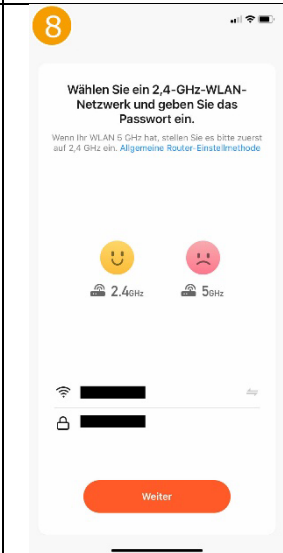 8
Wählen Sie ein 2,4-GHz-WLAN-
Netzwerk und geben Sie das
Passwort ein.
Wenn Ihr WLAN 5 GHz hat, stellen Sie es bitte zuerst
auf 2,4 GHz ein. Allgemeine Router-Einstellmethode
2.4GHz 5GHz
Weiter